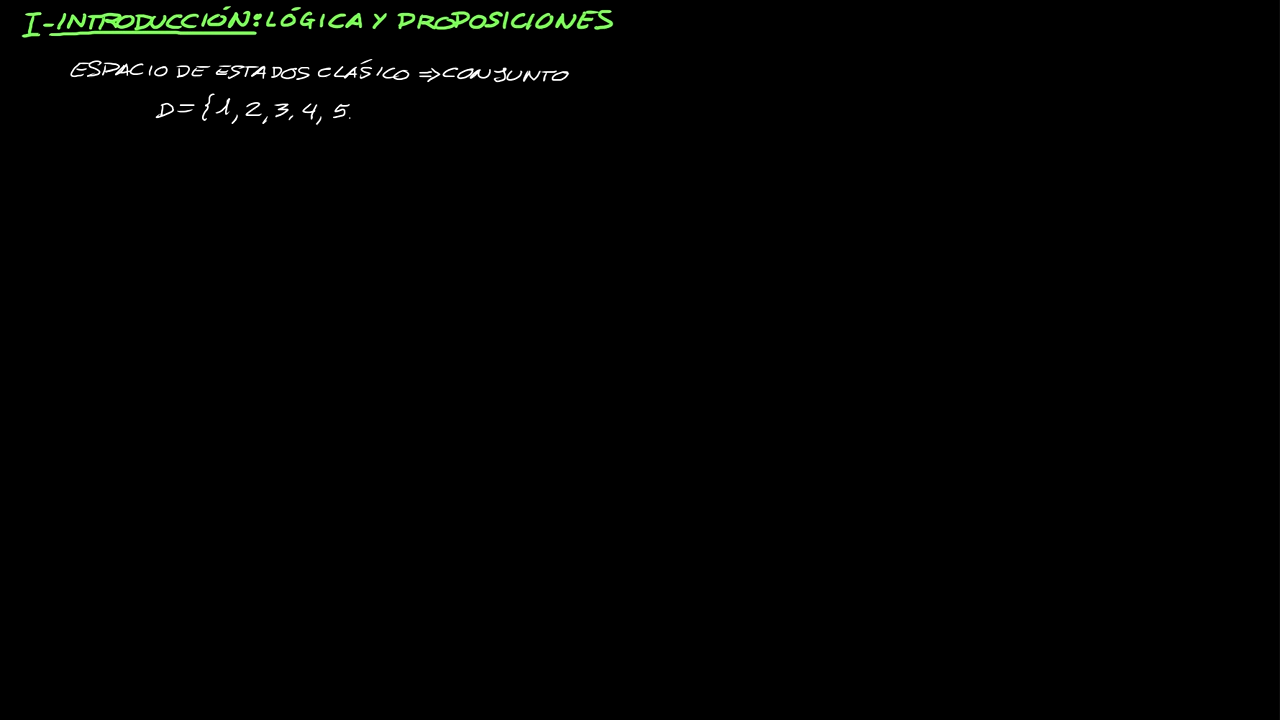 I-INTRODUCCIÓN: LÓGICA Y PROPOSICIONES
ESPACIO DE ESTADOS CLÁSICO ⇒ CONJUNTO
D={1, 2, 3, 4, 5.